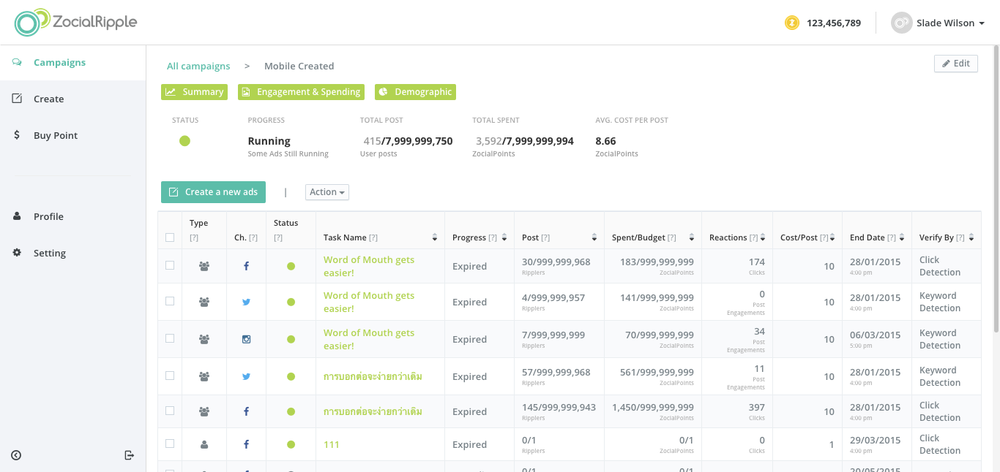 ZocialRipple
123,456,789
Slade Wilson
Campaigns
Create
Buy Point
Profile
Setting
All campaigns > Mobile Created
Edit
Summary
Engagement & Spending
Demographic
STATUS PROGRESS TOTAL POST TOTAL SPENT AVG. COST PER POST
Running 415/7,999,999,750 3,592/7,999,999,994 8.66
Some Ads Still Running User posts ZocialPoints ZocialPoints
Create a new ads | Action
Type [?] Ch. [?] Status [?] Task Name [?] Progress [?] Post [?] Spent/Budget [?] Reactions [?] Cost/Post [?] End Date [?] Verify By [?]
Word of Mouth gets easier! Expired 30/999,999,968 Ripplers 183/999,999,999 ZocialPoints 174 Clicks 10 28/01/2015 4:00 pm Click Detection
Word of Mouth gets easier! Expired 4/999,999,957 Ripplers 141/999,999,999 ZocialPoints 0 Post Engagements 10 28/01/2015 4:00 pm Keyword Detection
Word of Mouth gets easier! Expired 7/999,999,999 Ripplers 70/999,999,999 ZocialPoints 34 Post Engagements 10 06/03/2015 5:00 pm Keyword Detection
การบอกต่อจะง่ายกว่าเดิม Expired 57/999,999,968 Ripplers 561/999,999,999 ZocialPoints 11 Post Engagements 10 28/01/2015 4:00 pm Keyword Detection
การบอกต่อจะง่ายกว่าเดิม Expired 145/999,999,943 Ripplers 1,450/999,999,999 ZocialPoints 397 Clicks 10 28/01/2015 4:00 pm Click Detection
111 Expired 0/1 Ripplers 0/1 ZocialPoints 0 Clicks 1 29/03/2015 4:00 pm Click Detection